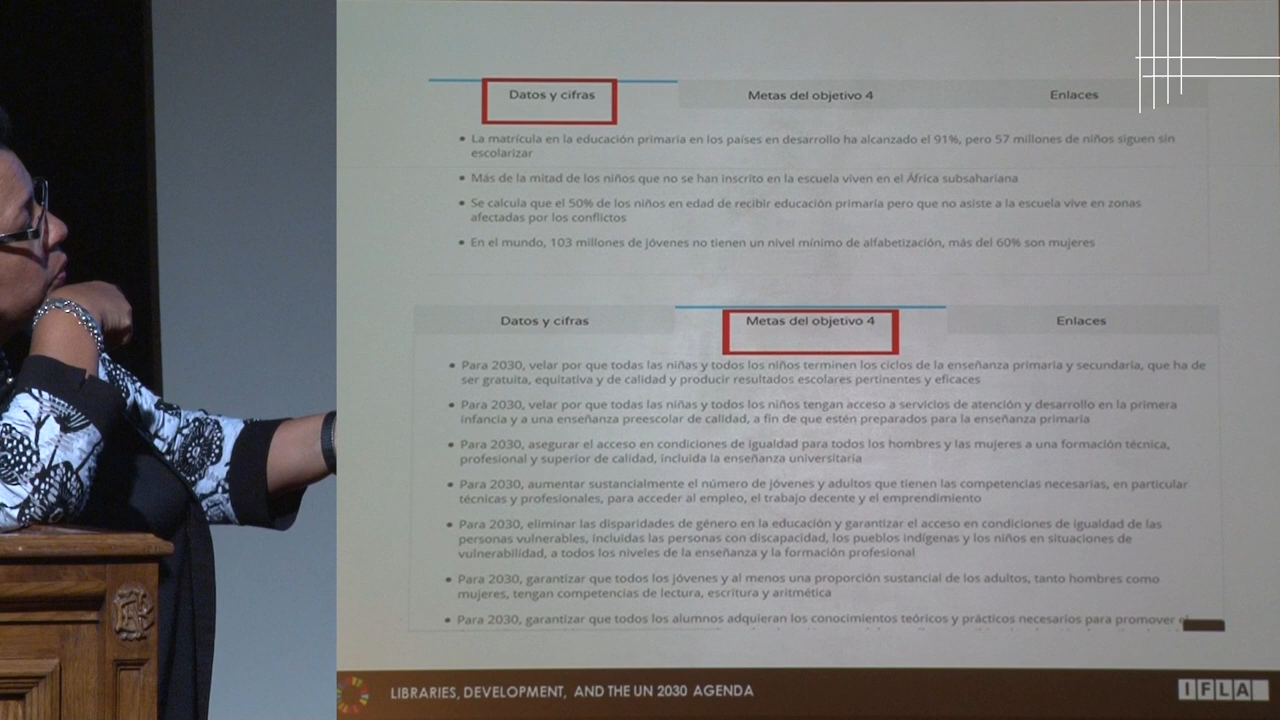 Datos y cifras
Metas del objetivo 4
Enlaces
• La matrícula en la educación primaria en los países en desarrollo ha alcanzado el 91%, pero 57 millones de niños siguen sin
escolarizar
• Más de la mitad de los niños que no se han inscrito en la escuela viven en el África subsahariana
• Se calcula que el 50% de los niños en edad de recibir educación primaria pero que no asiste a la escuela vive en zonas
afectadas por los conflictos
• En el mundo, 103 millones de jóvenes no tienen un nivel mínimo de alfabetización, más del 60% son mujeres
Datos y cifras
Metas del objetivo 4
Enlaces
• Para 2030, velar por que todas las niñas y todos los niños terminen los ciclos de la enseñanza primaria y secundaria, que ha de
ser gratuita, equitativa y de calidad y producir resultados escolares pertinentes y eficaces
• Para 2030, velar por que todas las niñas y todos los niños tengan acceso a servicios de atención y desarrollo en la primera
infancia y a una enseñanza preescolar de calidad, a fin de que estén preparados para la enseñanza primaria
• Para 2030, asegurar el acceso en condiciones de igualdad para todos los hombres y las mujeres a una formación técnica,
profesional y superior de calidad, incluida la enseñanza universitaria
• Para 2030, aumentar sustancialmente el número de jóvenes y adultos que tienen las competencias necesarias, en particular
técnicas y profesionales, para acceder al empleo, el trabajo decente y el emprendimiento
• Para 2030, eliminar las disparidades de género en la educación y garantizar el acceso en condiciones de igualdad de las
personas vulnerables, incluidas las personas con discapacidad, los pueblos indígenas y los niños en situaciones de
vulnerabilidad, a todos los niveles de la enseñanza y la formación profesional
• Para 2030, garantizar que todos los jóvenes y al menos una proporción sustancial de los adultos, tanto hombres como
mujeres, tengan competencias de lectura, escritura y aritmética
• Para 2030, garantizar que todos los alumnos adquieran los conocimientos teóricos y prácticos necesarios para promover el
LIBRARIES, DEVELOPMENT, AND THE UN 2030 AGENDA
IFLA